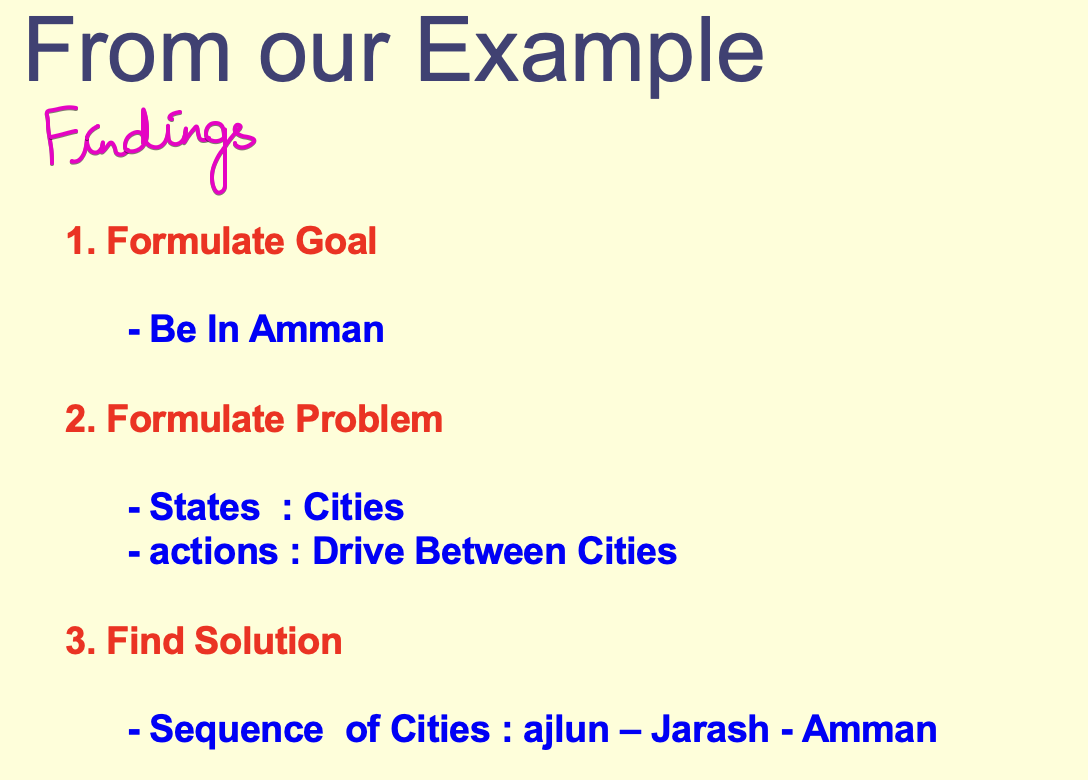 From our Example
Findings
1. Formulate Goal
- Be In Amman
2. Formulate Problem
- States : Cities
- actions : Drive Between Cities
3. Find Solution
- Sequence of Cities : ajlun – Jarash - Amman